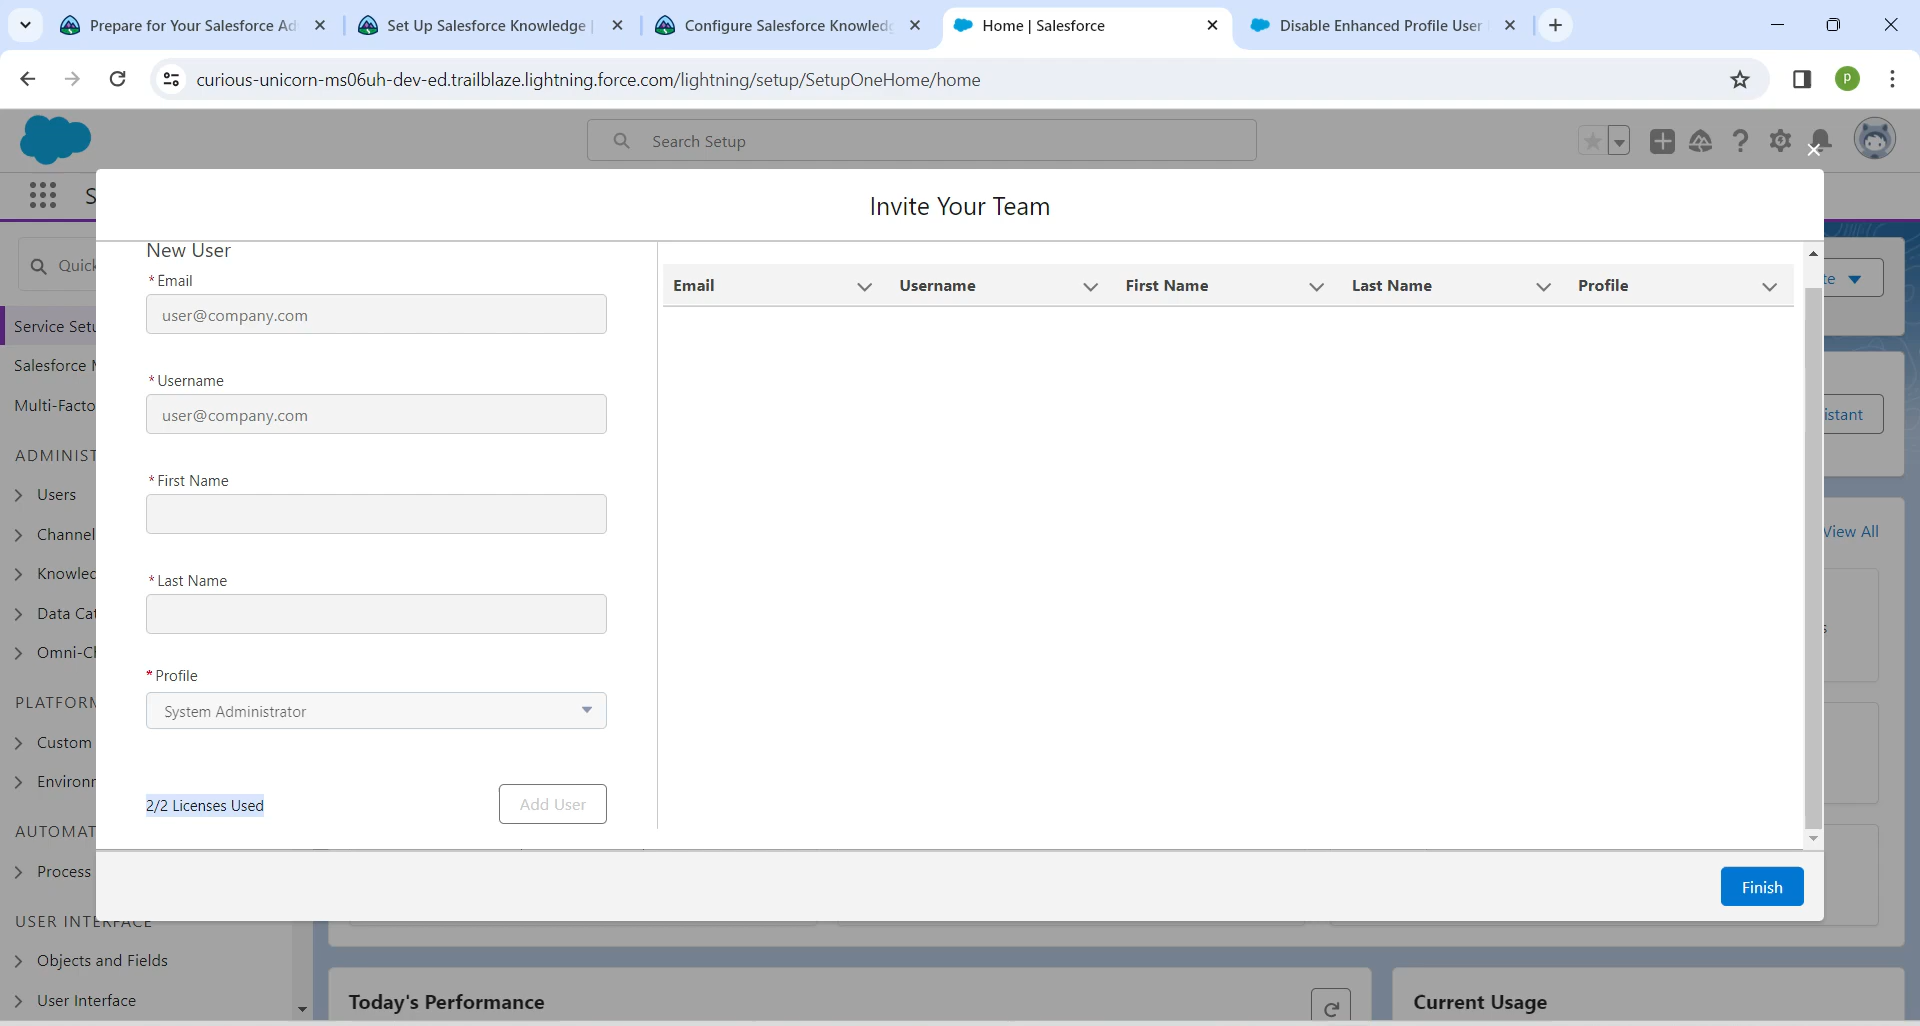 Prepare for Your Salesforce Ad
Set Up Salesforce Knowledge |
Configure Salesforce Knowled
Home | Salesforce
Disable Enhanced Profile User
curious-unicorn-ms06uh-dev-ed.trailblaze.lightning.force.com/lightning/setup/SetupOneHome/home
P
Search Setup
S
Invite Your Team
Quick
te
New User
* Email
user@company.com
* Username
user@company.com
* First Name
* Last Name
* Profile
System Administrator
2/2 Licenses Used
Add User
Email
Username
First Name
Last Name
Profile
Service Setu
Salesforce M
Multi-Facto
istant
ADMINIST
Users
View All
Channel
Knowled
Data Cat
s
Omni-Ch
PLATFORM
Custom
Environm
AUTOMAT
Process
Finish
USER INTERFACE
Objects and Fields
User Interface
Today's Performance
Current Usage